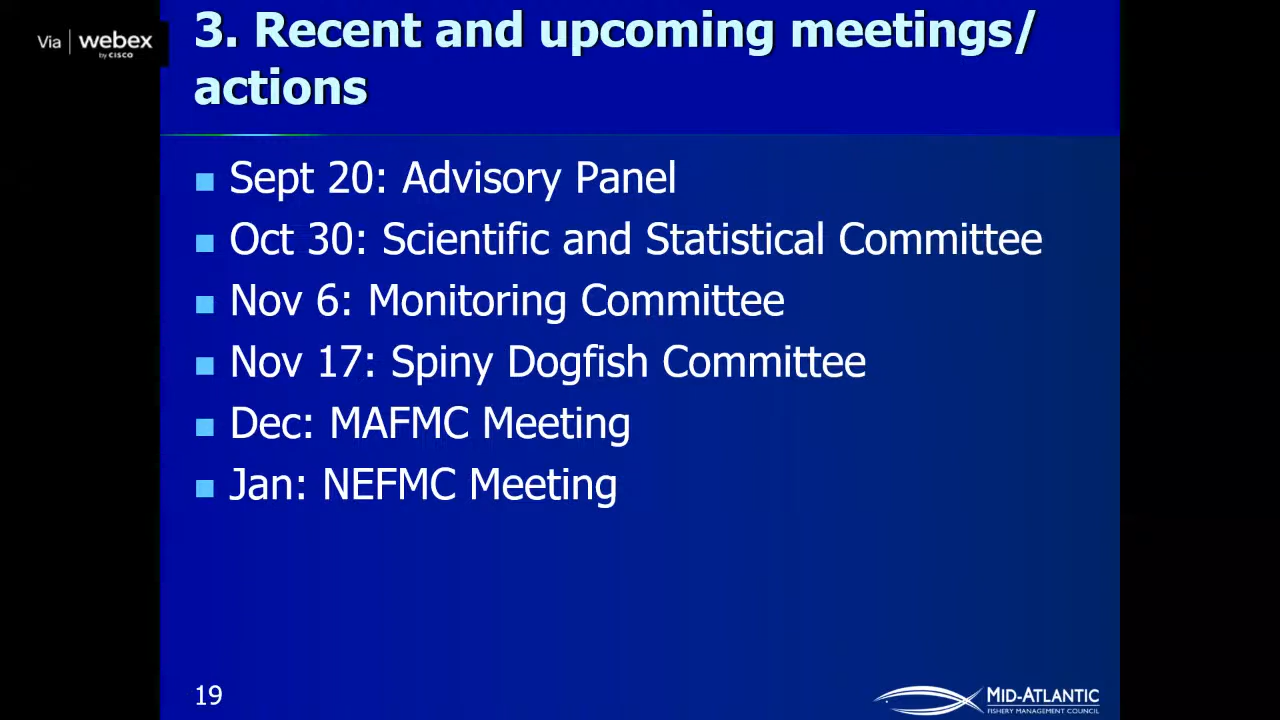 Via | webex
by CISCO
3. Recent and upcoming meetings/
actions
Sept 20: Advisory Panel
Oct 30: Scientific and Statistical Committee
Nov 6: Monitoring Committee
Nov 17: Spiny Dogfish Committee
Dec: MAFMC Meeting
Jan: NEFMC Meeting
19
MID-ATLANTIC
FISHERY MANAGEMENT COUNCIL